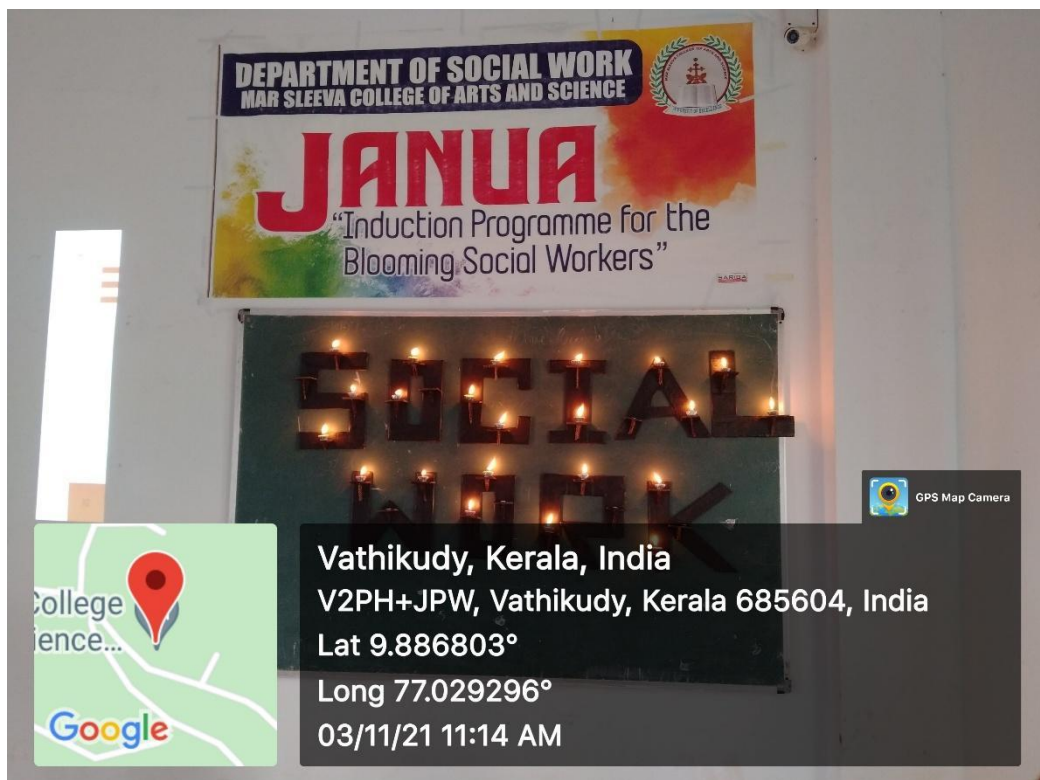 DEPARTMENT OF SOCIAL WORK
MAR SLEEVA COLLEGE OF ARTS AND SCIENCE
JANUA
“Induction Programme for the
Blooming Social Workers”
SOCIAL
WORK
GPS Map Camera
College
ience...
Google
Vathikudy, Kerala, India
V2PH+JPW, Vathikudy, Kerala 685604, India
Lat 9.886803°
Long 77.029296°
03/11/21 11:14 AM